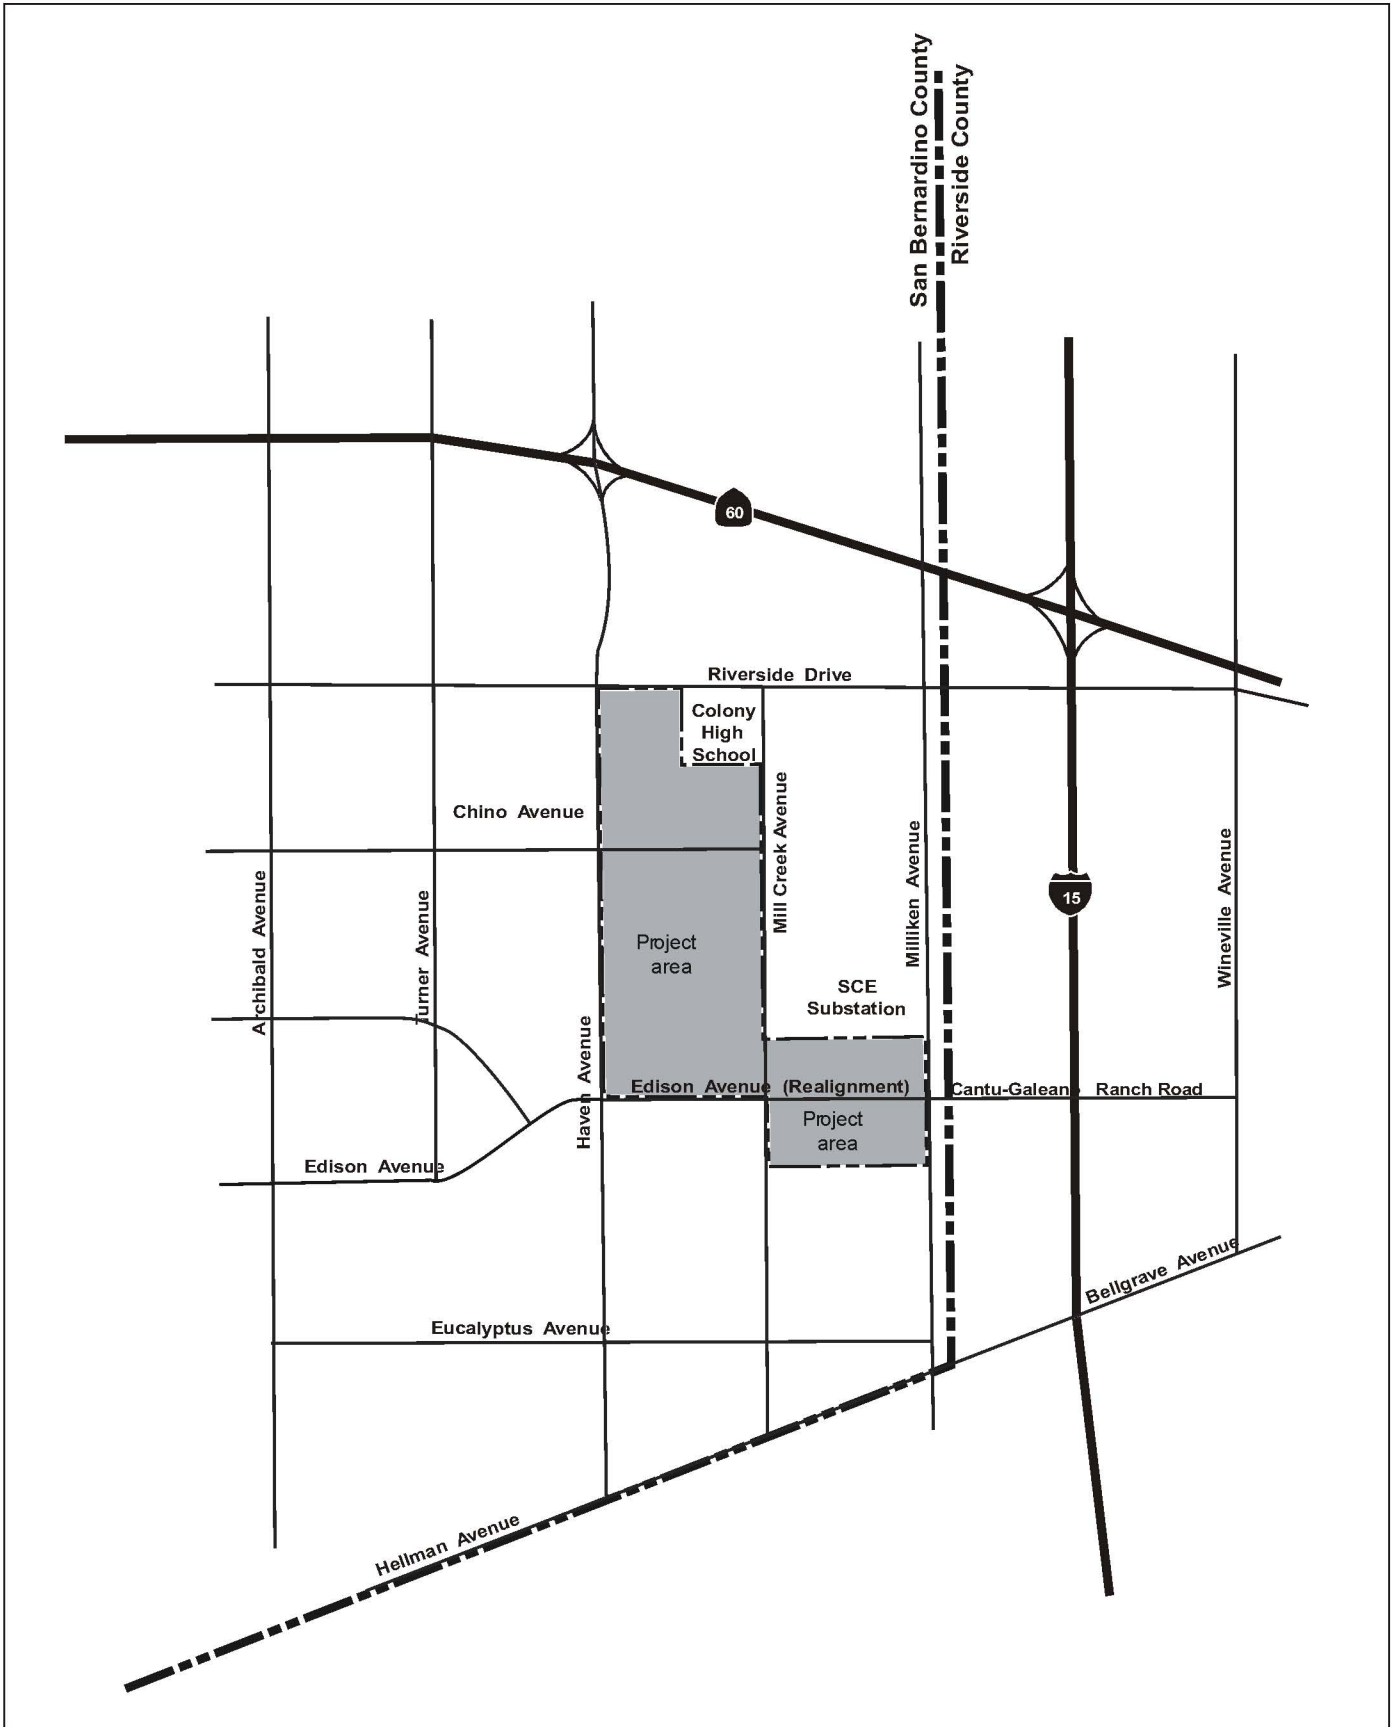 San Bernardino County
Riverside County
60
Riverside Drive
Colony
High
School
Chino Avenue
Mill Creek Avenue
Milliken Avenue
Wineville Avenue
15
Archibald Avenue
Turner Avenue
Project
area
SCE
Substation
Haven Avenue
Edison Avenue (Realignment)
Cantu-Galeano Ranch Road
Project
area
Edison Avenue
Bellgrave Avenue
Eucalyptus Avenue
Hellman Avenue